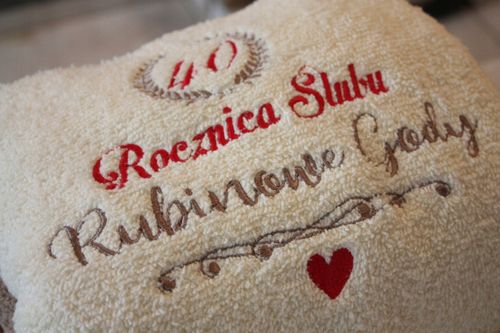 40
Rocznica Ślubu
Rubinowe Gody